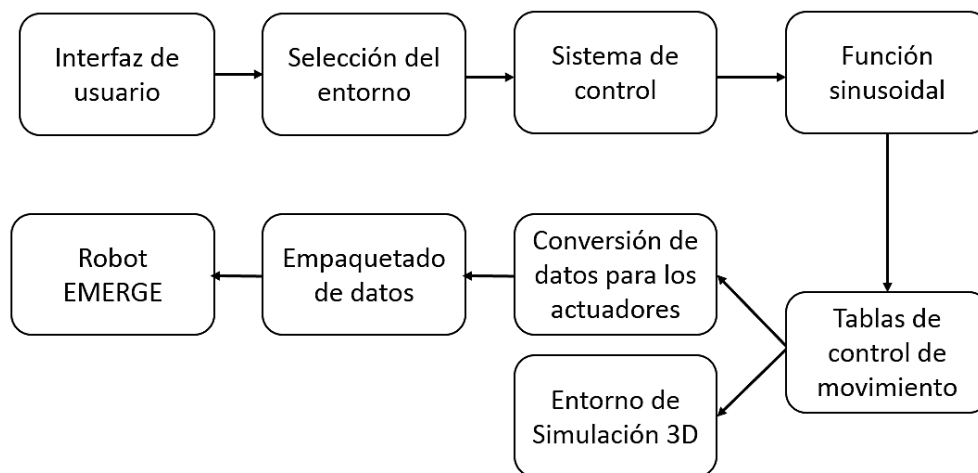 Interfaz de
usuario
Selección del
entorno
Sistema de
control
Función
sinusoidal
Robot
EMERGE
Empaquetado
de datos
Conversión de
datos para los
actuadores
Tablas de
control de
movimiento
Entorno de
Simulación 3D